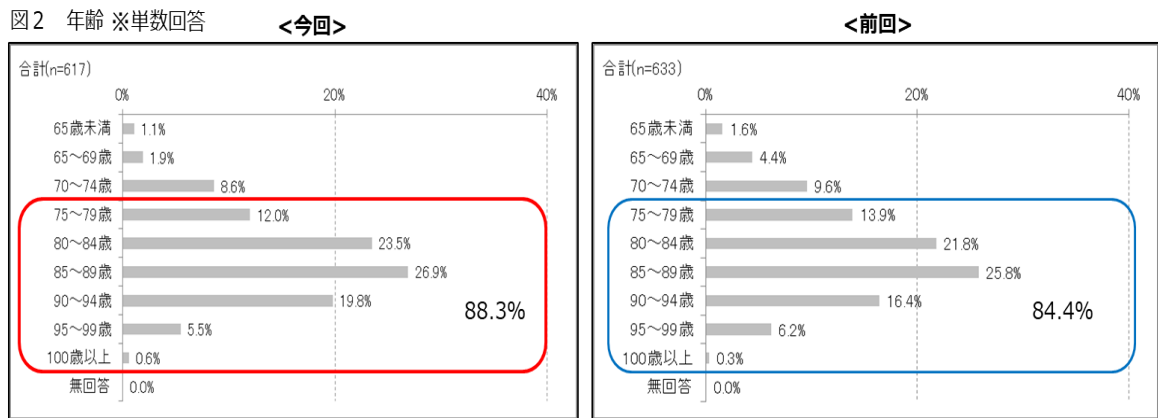 図2 年齢 ※単数回答
<今回>
合計(n=617)
0% 20% 40%
65歳未満 1.1%
65～69歳 1.9%
70～74歳 8.6%
75～79歳 12.0%
80～84歳 23.5%
85～89歳 26.9%
90～94歳 19.8%
95～99歳 5.5%
100歳以上 0.6%
無回答 0.0%
88.3%
<前回>
合計(n=633)
0% 20% 40%
65歳未満 1.6%
65～69歳 4.4%
70～74歳 9.6%
75～79歳 13.9%
80～84歳 21.8%
85～89歳 25.8%
90～94歳 16.4%
95～99歳 6.2%
100歳以上 0.3%
無回答 0.0%
84.4%